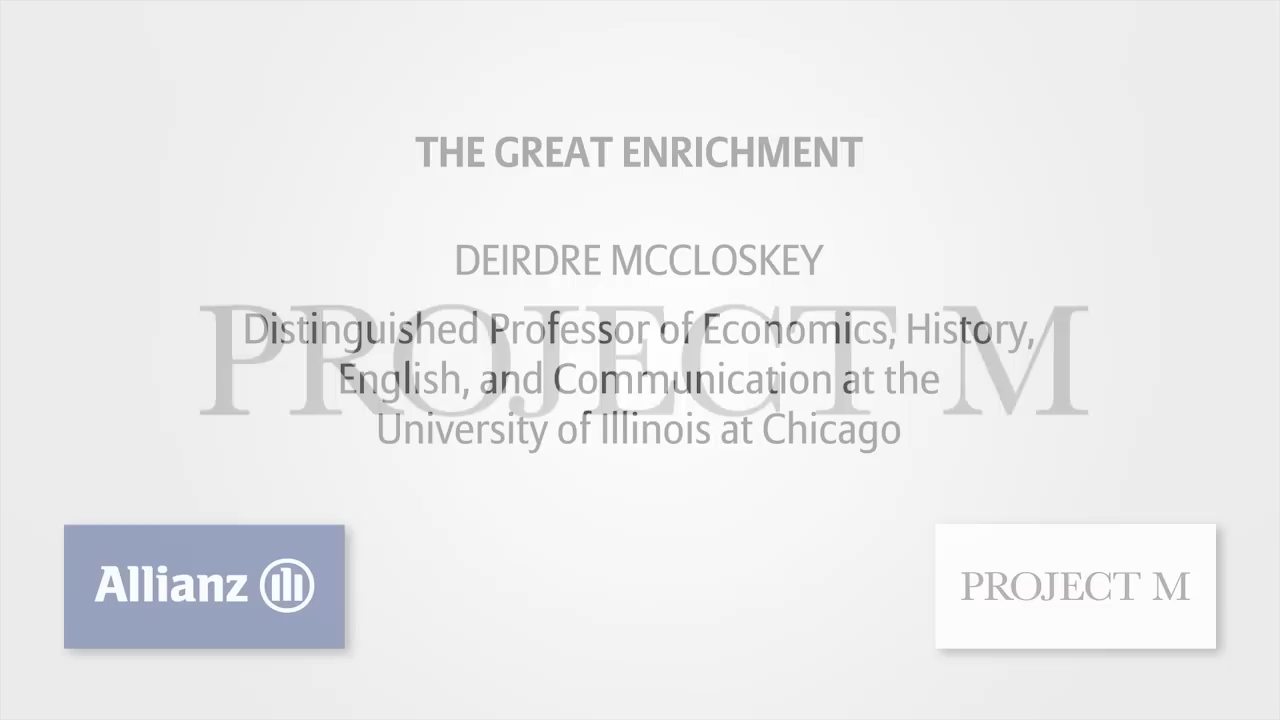 THE GREAT ENRICHMENT
DEIRDRE MCCLOSKEY
PROJECT M
Distinguished Professor of Economics, History,
English, and Communication at the
University of Illinois at Chicago
Allianz
PROJECT M